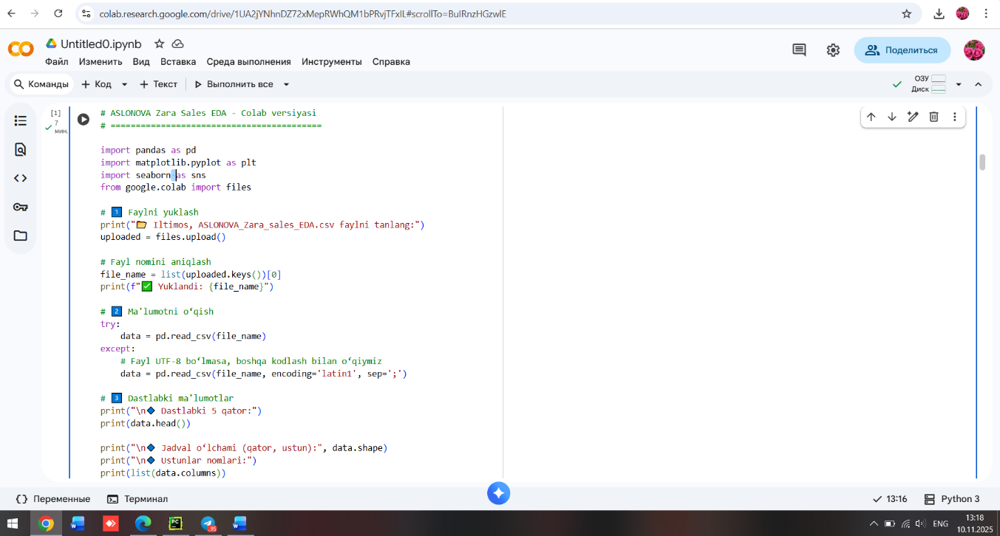 colab.research.google.com/drive/1UA2jYNhnDZ72xMepRWhQM1bPRvjTFxIL#scrollTo=BuIRnzHGzwlE
Untitled0.ipynb
Файл Изменить Вид Вставка Среда выполнения Инструменты Справка
Поделиться
Команды + Код + Текст Выполнить все
ОЗУ
Диск
[1]
7
мин.
# ASLONOVA Zara Sales EDA - Colab versiyasi
# ==========================================
import pandas as pd
import matplotlib.pyplot as plt
import seaborn as sns
from google.colab import files
# 1️⃣ Faylni yuklash
print("📂 Iltimos, ASLONOVA_Zara_sales_EDA.csv faylni tanlang:")
uploaded = files.upload()
# Fayl nomini aniqlash
file_name = list(uploaded.keys())[0]
print(f"✅ Yuklandi: {file_name}")
# 2️⃣ Ma'lumotni o‘qish
try:
    data = pd.read_csv(file_name)
except:
    # Fayl UTF-8 bo‘lmasa, boshqa kodlash bilan o‘qiymiz
    data = pd.read_csv(file_name, encoding='latin1', sep=';')
# 3️⃣ Dastlabki ma'lumotlar
print("\n🔷 Dastlabki 5 qator:")
print(data.head())
print("\n🔷 Jadval o‘lchami (qator, ustun):", data.shape)
print("\n🔷 Ustunlar nomlari:")
print(list(data.columns))
Переменные Терминал
13:16 Python 3
PC
95
ENG
13:18
10.11.2025